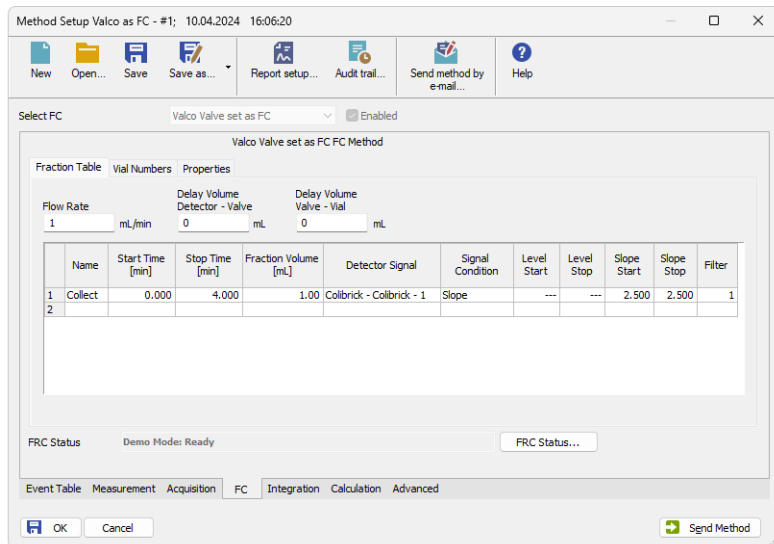 Method Setup Valco as FC - #1; 10.04.2024 16:06:20
New Open... Save Save as... Report setup... Audit trail... Send method by e-mail... Help
Select FC Valco Valve set as FC Enabled
Valco Valve set as FC FC Method
Fraction Table Vial Numbers Properties
Flow Rate Delay Volume Detector - Valve Delay Volume Valve - Vial
1 mL/min 0 mL 0 mL
Name Start Time [min] Stop Time [min] Fraction Volume [mL] Detector Signal Signal Condition Level Start Level Stop Slope Start Slope Stop Filter
1 Collect 0.000 4.000 1.00 Colibrick - Colibrick - 1 Slope --- --- 2.500 2.500 1
2
FRC Status Demo Mode: Ready FRC Status...
Event Table Measurement Acquisition FC Integration Calculation Advanced
OK Cancel Send Method